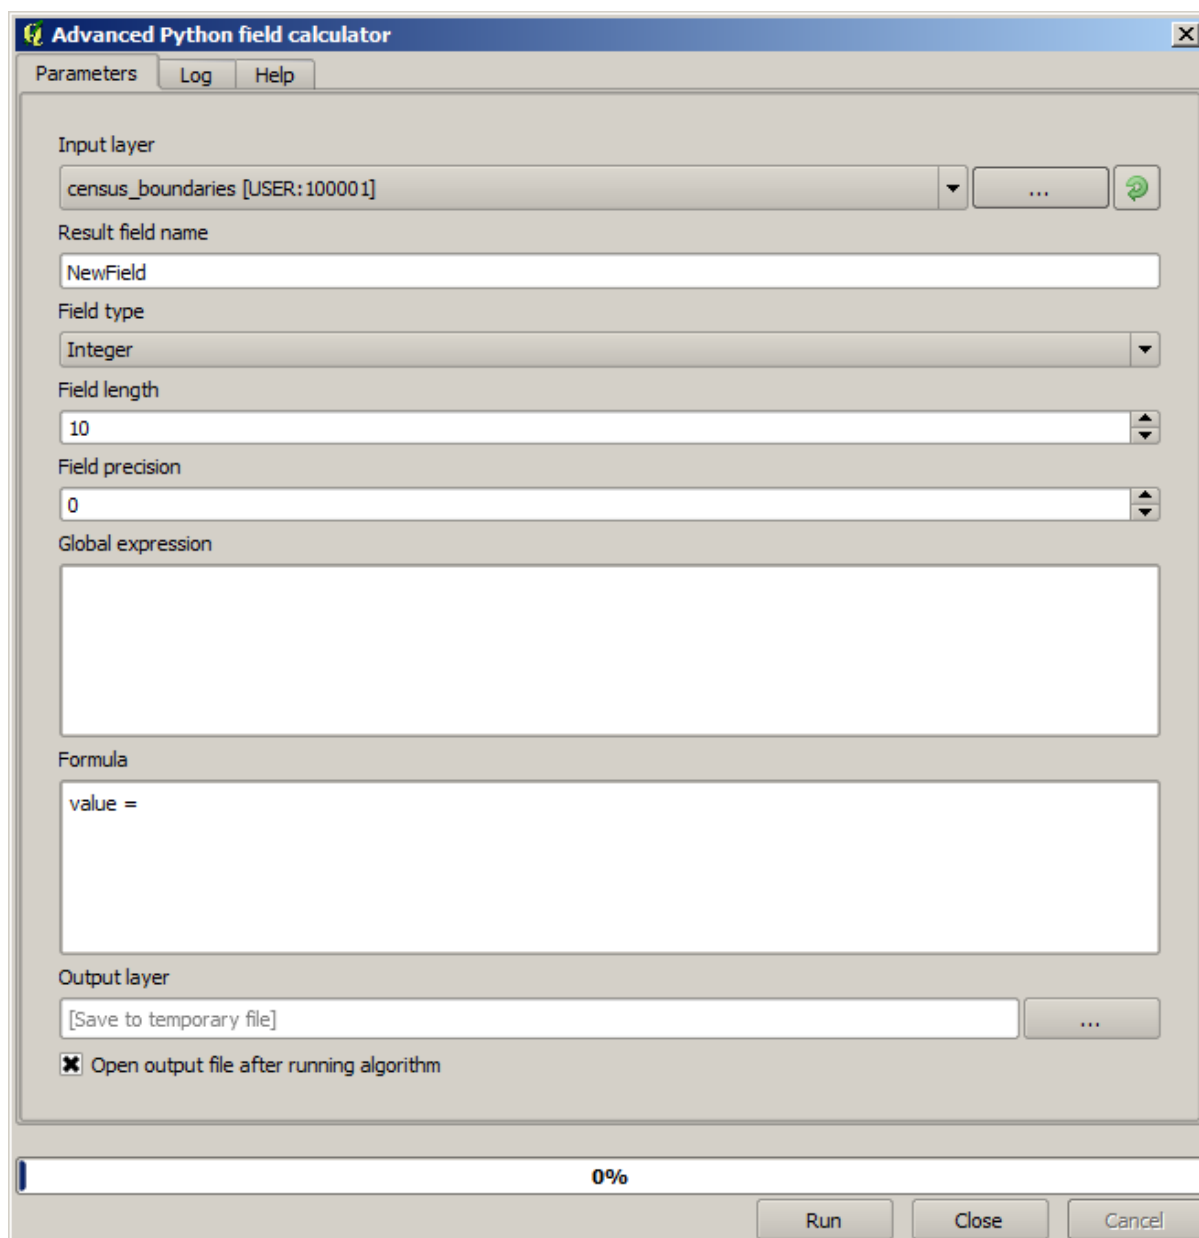 Advanced Python field calculator
Parameters Log Help
Input layer
census_boundaries [USER:100001] ...
Result field name
NewField
Field type
Integer
Field length
10
Field precision
0
Global expression
Formula
value =
Output layer
[Save to temporary file] ...
Open output file after running algorithm
0%
Run Close Cancel